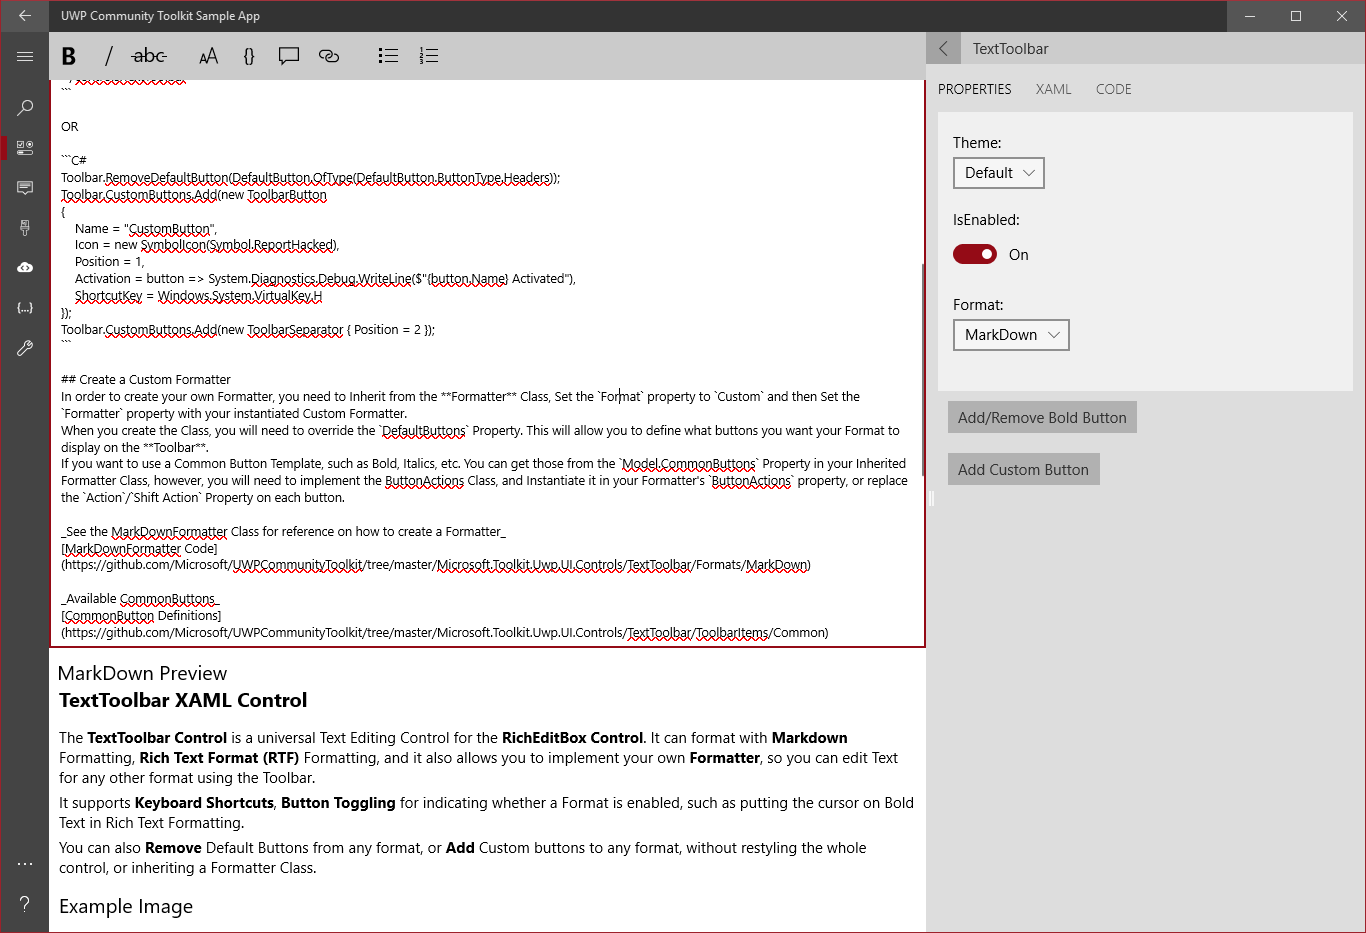 UWP Community Toolkit Sample App
B / abc AA {}
```
OR
```C#
Toolbar.RemoveDefaultButton(DefaultButton.OfType(DefaultButton.ButtonType.Headers));
Toolbar.CustomButtons.Add(new ToolbarButton
{
Name = "CustomButton",
Icon = new SymbolIcon(Symbol.ReportHacked),
Position = 1,
Activation = button => System.Diagnostics.Debug.WriteLine($"{button.Name} Activated"),
ShortcutKey = Windows.System.VirtualKey.H
});
Toolbar.CustomButtons.Add(new ToolbarSeparator { Position = 2 });
```
## Create a Custom Formatter
In order to create your own Formatter, you need to Inherit from the **Formatter** Class, Set the `Format` property to `Custom` and then Set the
`Formatter` property with your instantiated Custom Formatter.
When you create the Class, you will need to override the `DefaultButtons` Property. This will allow you to define what buttons you want your Format to
display on the **Toolbar**.
If you want to use a Common Button Template, such as Bold, Italics, etc. You can get those from the `Model.CommonButtons` Property in your Inherited
Formatter Class, however, you will need to implement the ButtonActions Class, and Instantiate it in your Formatter's `ButtonActions` property, or replace
the `Action`/`Shift Action` Property on each button.
_See the MarkDownFormatter Class for reference on how to create a Formatter_
[MarkDownFormatter Code]
(https://github.com/Microsoft/UWPCommunityToolkit/tree/master/Microsoft.Toolkit.Uwp.UI.Controls/TextToolbar/Formats/MarkDown)
_Available CommonButtons_
[CommonButton Definitions]
(https://github.com/Microsoft/UWPCommunityToolkit/tree/master/Microsoft.Toolkit.Uwp.UI.Controls/TextToolbar/ToolbarItems/Common)
MarkDown Preview
TextToolbar XAML Control
The TextToolbar Control is a universal Text Editing Control for the RichEditBox Control. It can format with Markdown
Formatting, Rich Text Format (RTF) Formatting, and it also allows you to implement your own Formatter, so you can edit Text
for any other format using the Toolbar.
It supports Keyboard Shortcuts, Button Toggling for indicating whether a Format is enabled, such as putting the cursor on Bold
Text in Rich Text Formatting.
You can also Remove Default Buttons from any format, or Add Custom buttons to any format, without restyling the whole
control, or inheriting a Formatter Class.
Example Image
TextToolbar
PROPERTIES XAML CODE
Theme:
Default
IsEnabled:
On
Format:
MarkDown
Add/Remove Bold Button
Add Custom Button